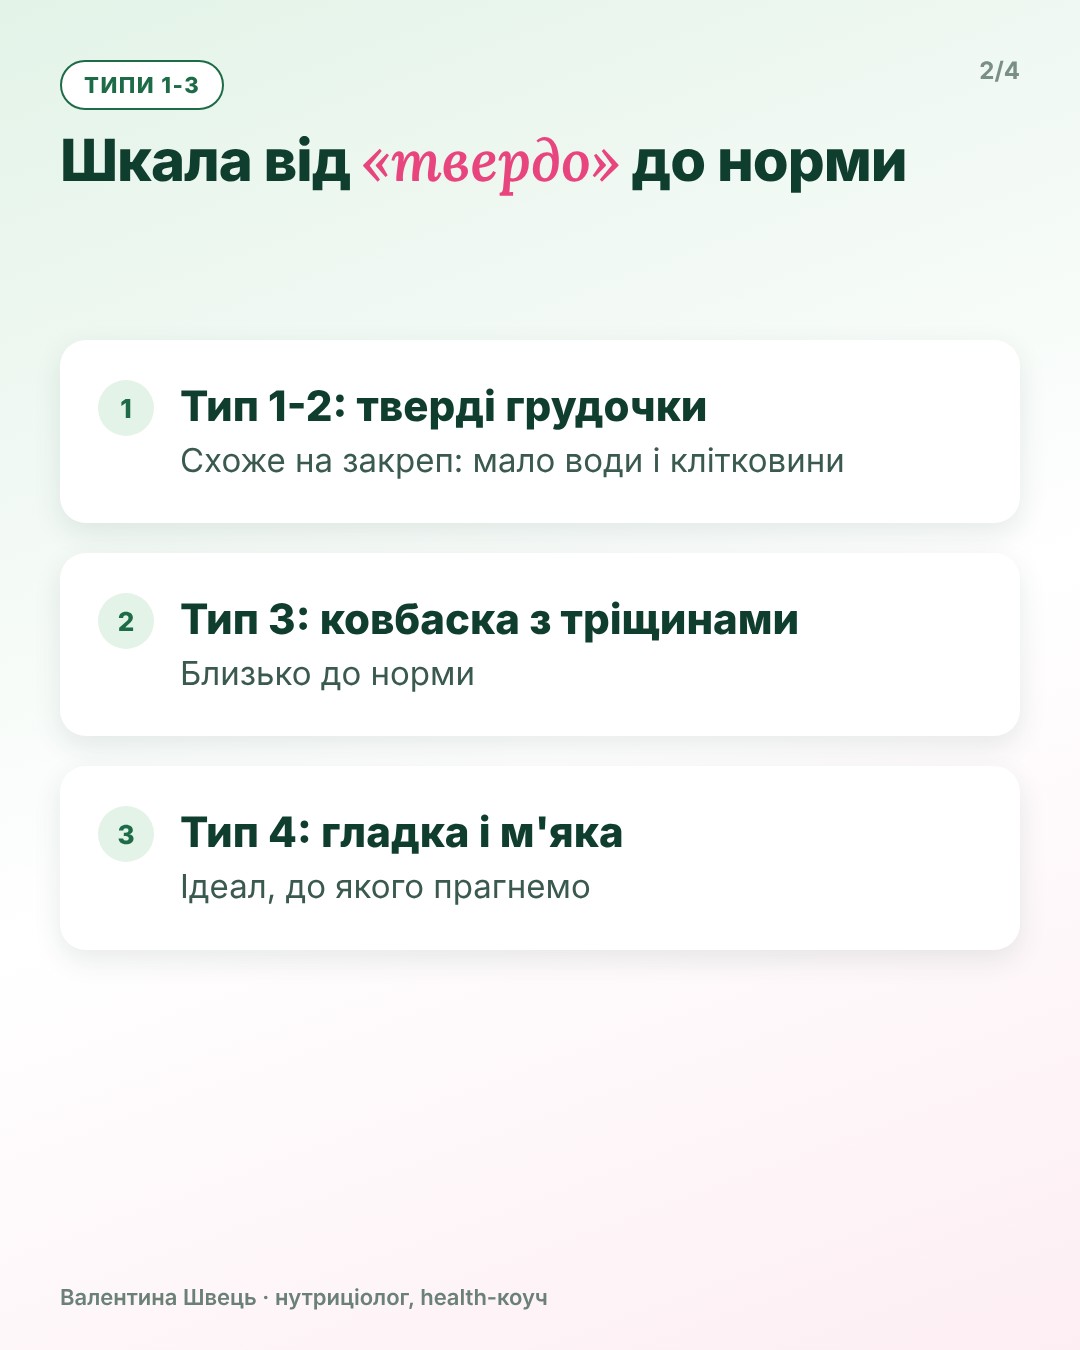 ТИПИ 1-3
2/4
Шкала від «твердо» до норми
1
Тип 1-2: тверді грудочки
Схоже на закреп: мало води і клітковини
2
Тип 3: ковбаска з тріщинами
Близько до норми
3
Тип 4: гладка і м'яка
Ідеал, до якого прагнемо
Валентина Швець · нутриціолог, health-коуч